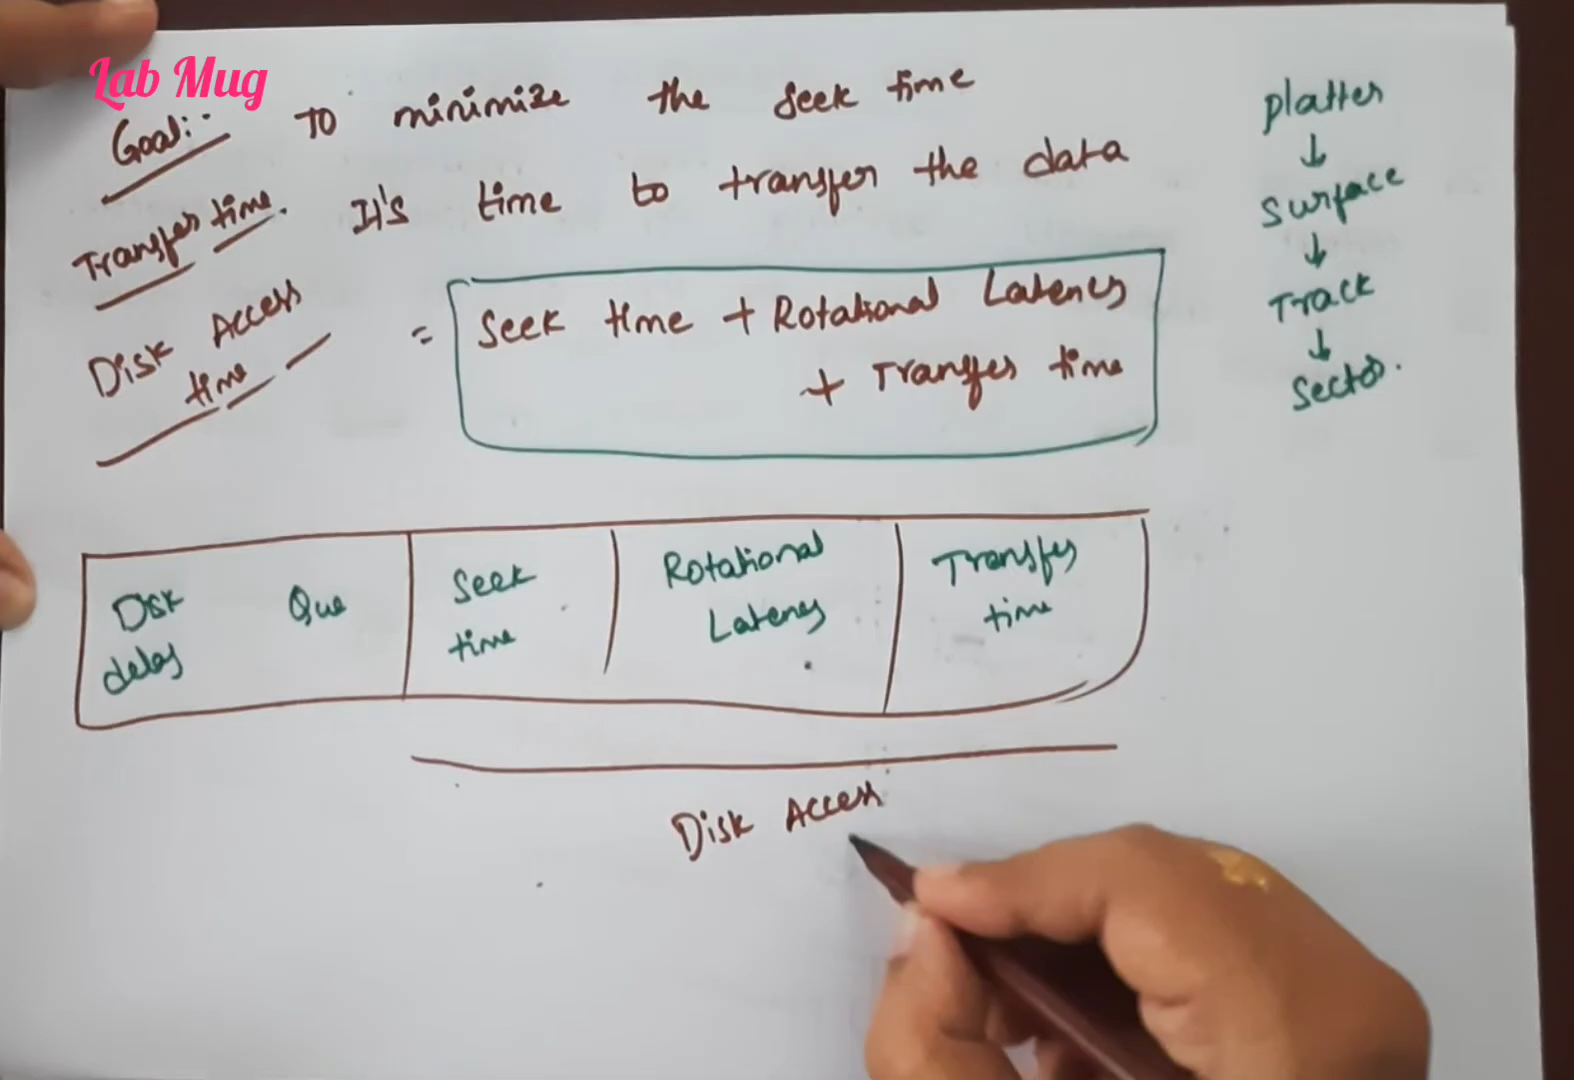 Lab Mug
Goal:- To minimize the seek time
Transfer time. It's time to transfer the data
Disk Access time = Seek time + Rotational Latency
+ Transfer time
platter
↓
Surface
↓
Track
↓
Sector.
Disk Que delay
Seek time
Rotational Latency
Transfer time
Disk Access